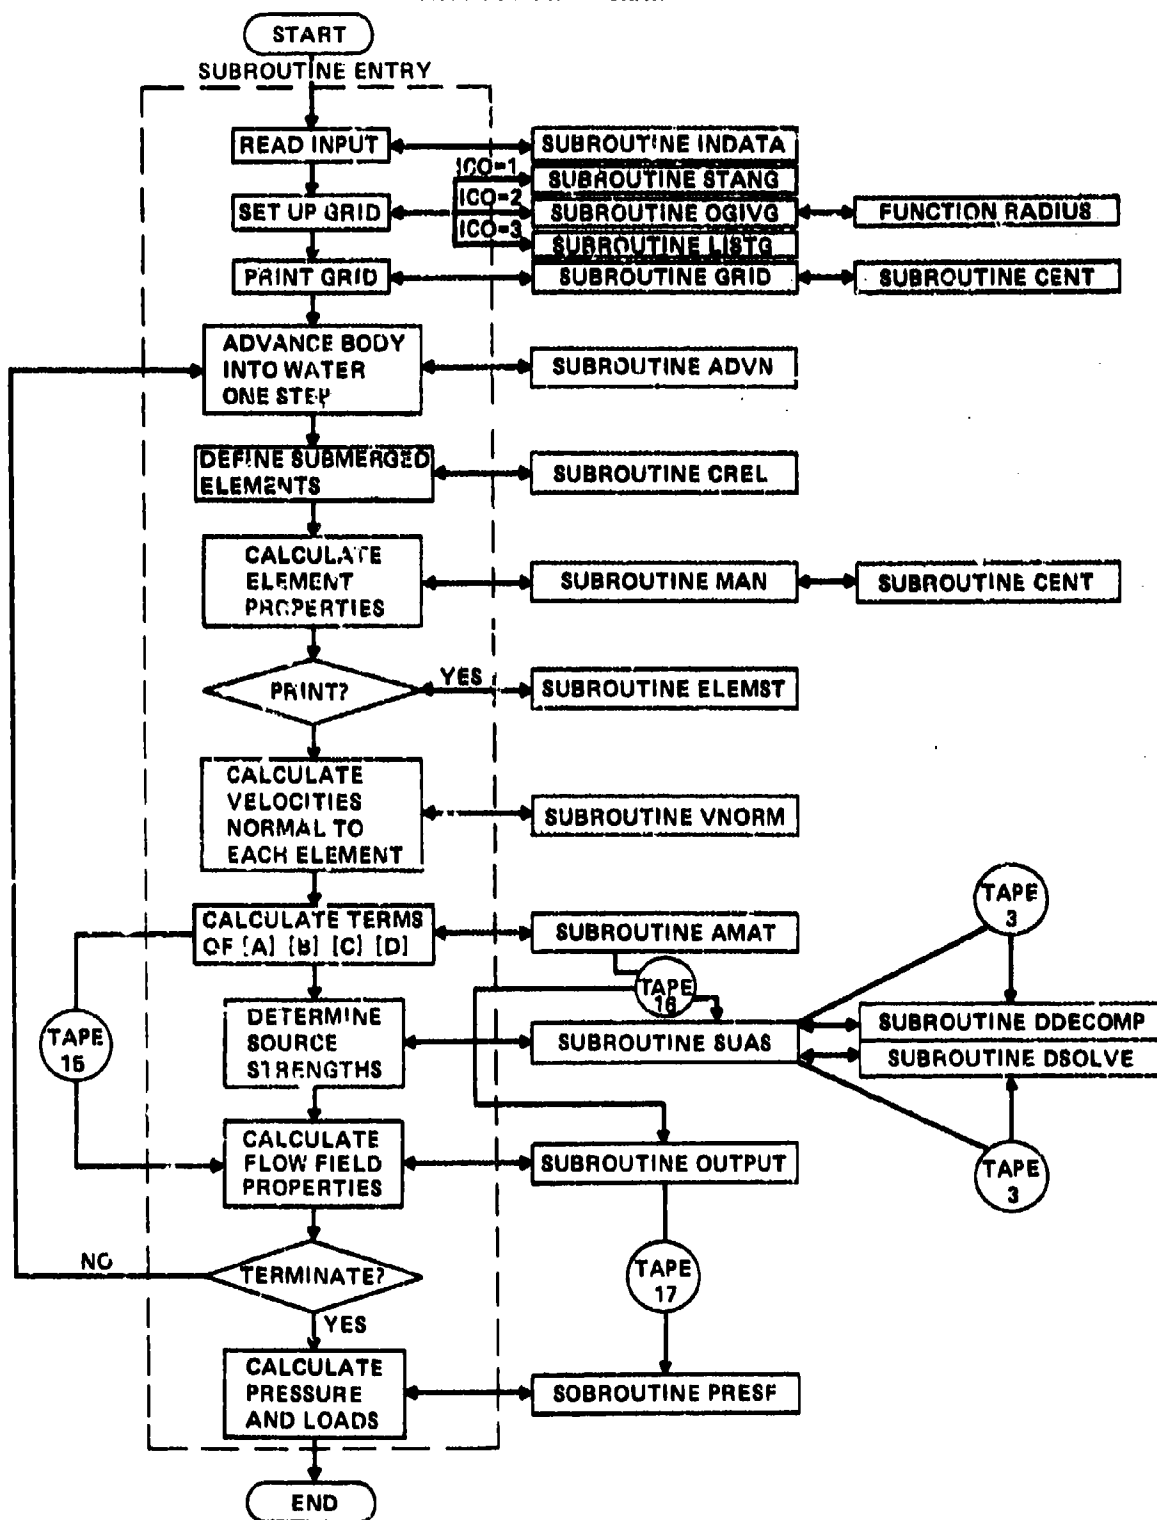 START
SUBROUTINE ENTRY
READ INPUT
SUBROUTINE INDATA
ICO=1
SUBROUTINE STANG
SET UP GRID
ICO=2
SUBROUTINE OGIVG
FUNCTION RADIUS
ICO=3
SUBROUTINE LISTG
PRINT GRID
SUBROUTINE GRID
SUBROUTINE CENT
ADVANCE BODY
INTO WATER
ONE STEP
SUBROUTINE ADVN
DEFINE SUBMERGED
ELEMENTS
SUBROUTINE CREL
CALCULATE
ELEMENT
PROPERTIES
SUBROUTINE MAN
SUBROUTINE CENT
PRINT?
YES
SUBROUTINE ELEMST
CALCULATE
VELOCITIES
NORMAL TO
EACH ELEMENT
SUBROUTINE VNORM
TAPE
3
CALCULATE TERMS
OF [A] [B] [C] [D]
SUBROUTINE AMAT
TAPE
16
TAPE
15
DETERMINE
SOURCE
STRENGTHS
SUBROUTINE SUAS
SUBROUTINE DDECOMP
SUBROUTINE DSOLVE
CALCULATE
FLOW FIELD
PROPERTIES
SUBROUTINE OUTPUT
TAPE
3
NO
TERMINATE?
TAPE
17
YES
CALCULATE
PRESSURE
AND LOADS
SOBROUTINE PRESF
END